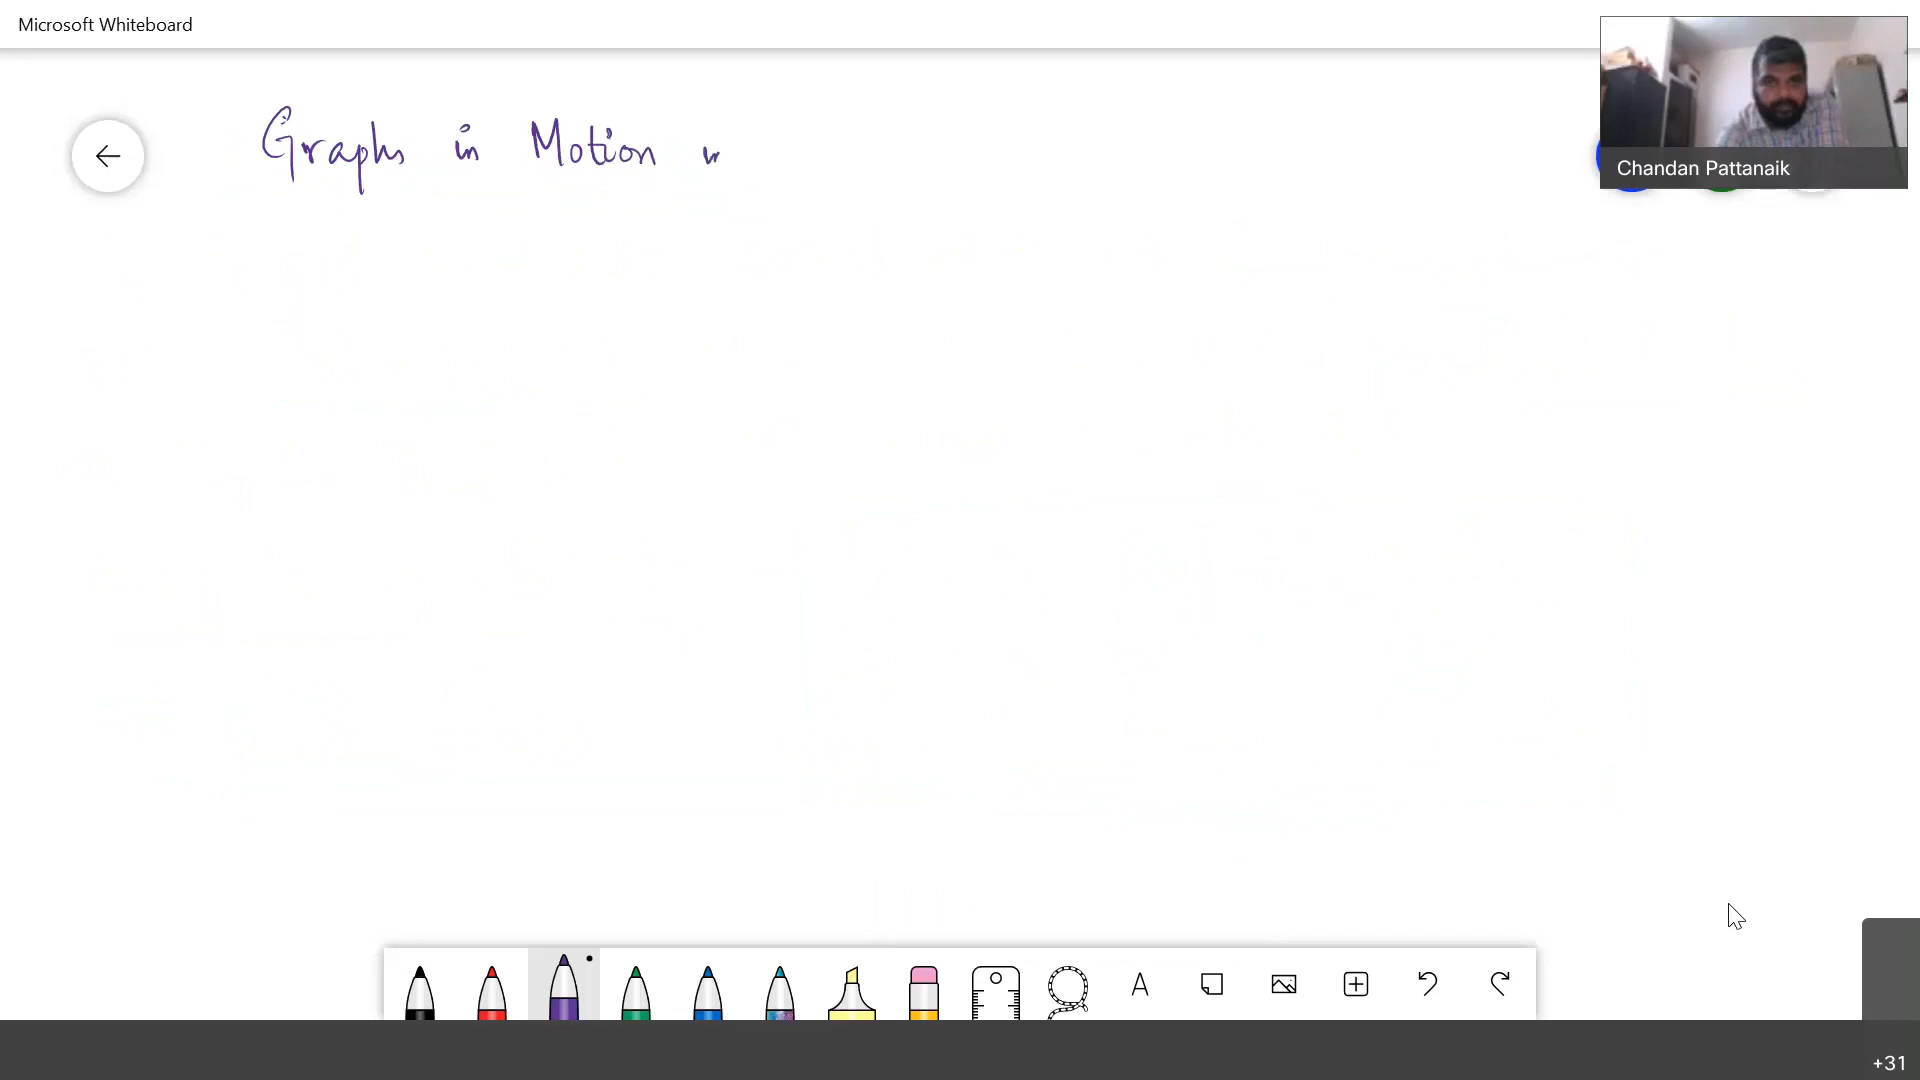 Microsoft Whiteboard
Graphs in Motion
Chandan Pattanaik
+31